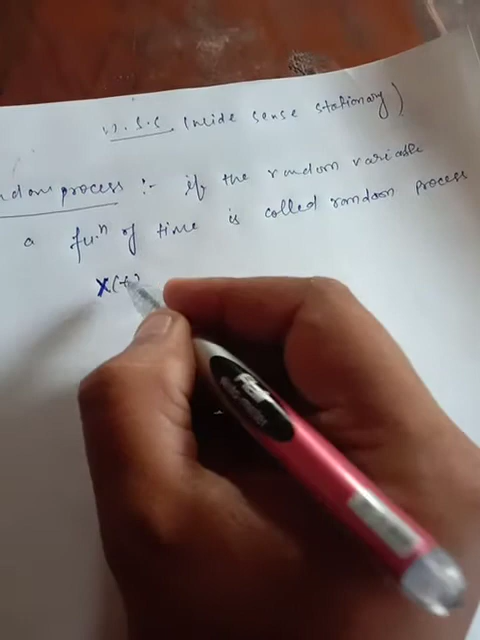 W.S.S (wide sense stationary)
ndom process :- if the random variable
a fuⁿ of time is called random process
X(t)